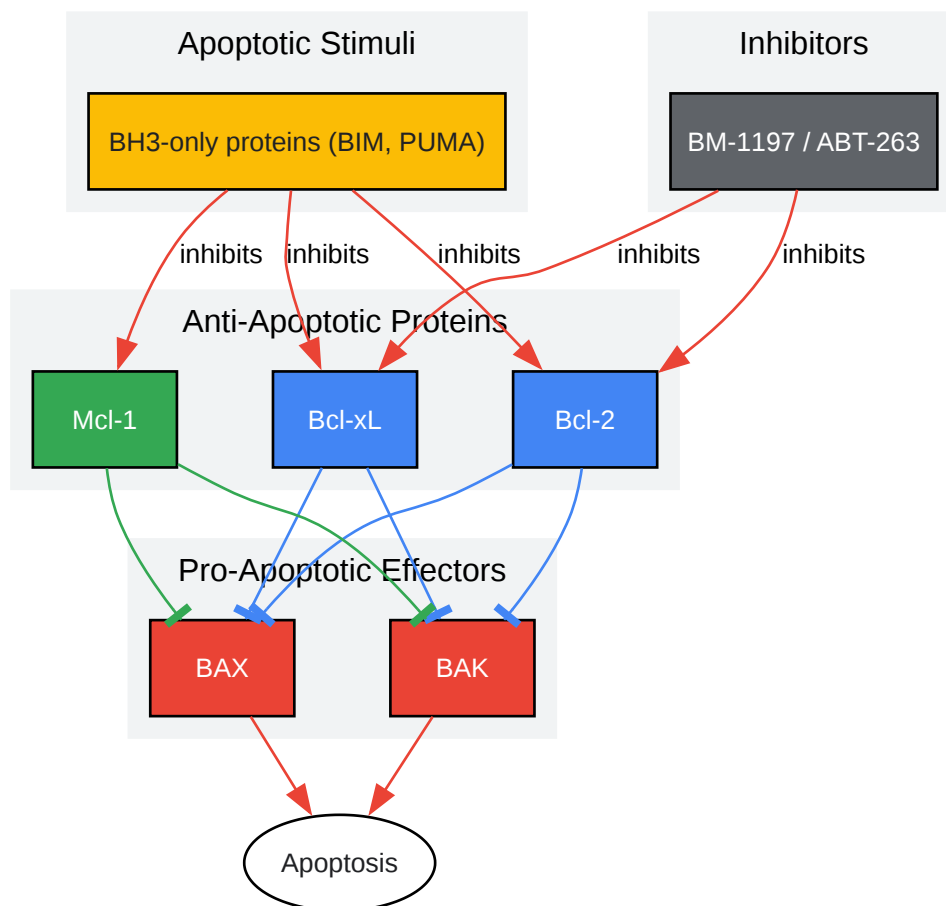 Apoptotic Stimuli
Inhibitors
BH3-only proteins (BIM, PUMA)
BM-1197 / ABT-263
inhibits
inhibits
inhibits
inhibits
inhibits
Anti-Apoptotic Proteins
Mcl-1
Bcl-xL
Bcl-2
Pro-Apoptotic Effectors
BAX
BAK
Apoptosis